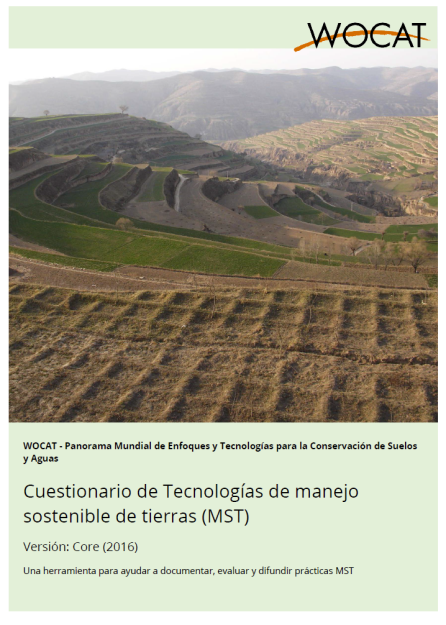 WOCAT
WOCAT - Panorama Mundial de Enfoques y Tecnologías para la Conservación de Suelos
y Aguas
Cuestionario de Tecnologías de manejo
sostenible de tierras (MST)
Versión: Core (2016)
Una herramienta para ayudar a documentar, evaluar y difundir prácticas MST